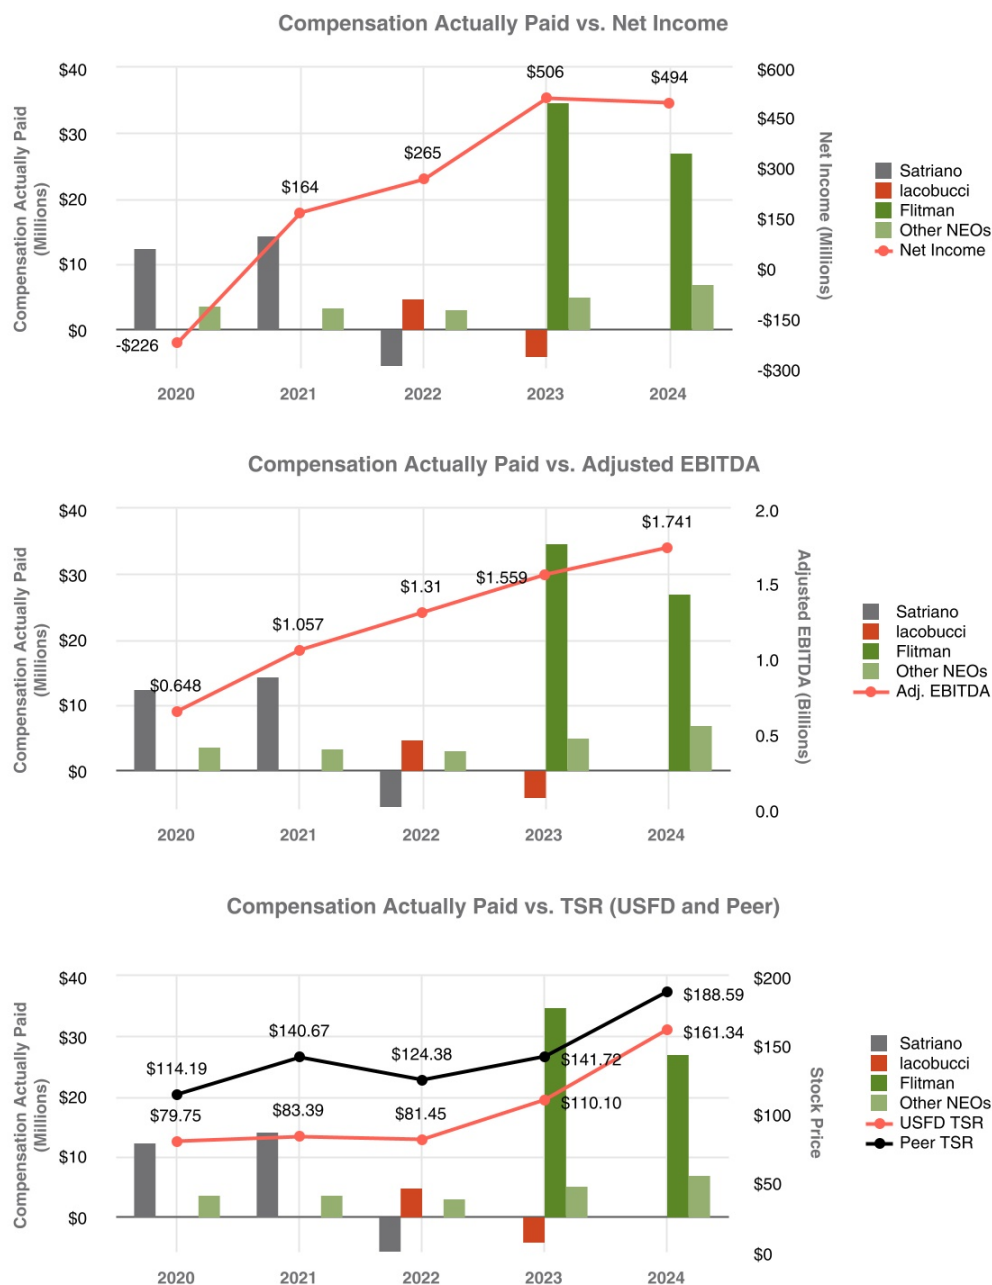 Compensation Actually Paid vs. Net Income
$40
$30
$20
$10
$0
Compensation Actually Paid
(Millions)
-$226
$164
$265
$506
$494
$600
$450
$300
$150
$0
-$150
-$300
Net Income (Millions)
2020
2021
2022
2023
2024
Satriano
Iacobucci
Flitman
Other NEOs
Net Income
Compensation Actually Paid vs. Adjusted EBITDA
$40
$30
$20
$10
$0
Compensation Actually Paid
(Millions)
$0.648
$1.057
$1.31
$1.559
$1.741
2.0
1.5
1.0
0.5
0.0
Adjusted EBITDA (Billions)
2020
2021
2022
2023
2024
Satriano
Iacobucci
Flitman
Other NEOs
Adj. EBITDA
Compensation Actually Paid vs. TSR (USFD and Peer)
$40
$30
$20
$10
$0
Compensation Actually Paid
(Millions)
$114.19
$140.67
$124.38
$141.72
$188.59
$79.75
$83.39
$81.45
$110.10
$161.34
$200
$150
$100
$50
$0
Stock Price
2020
2021
2022
2023
2024
Satriano
Iacobucci
Flitman
Other NEOs
USFD TSR
Peer TSR